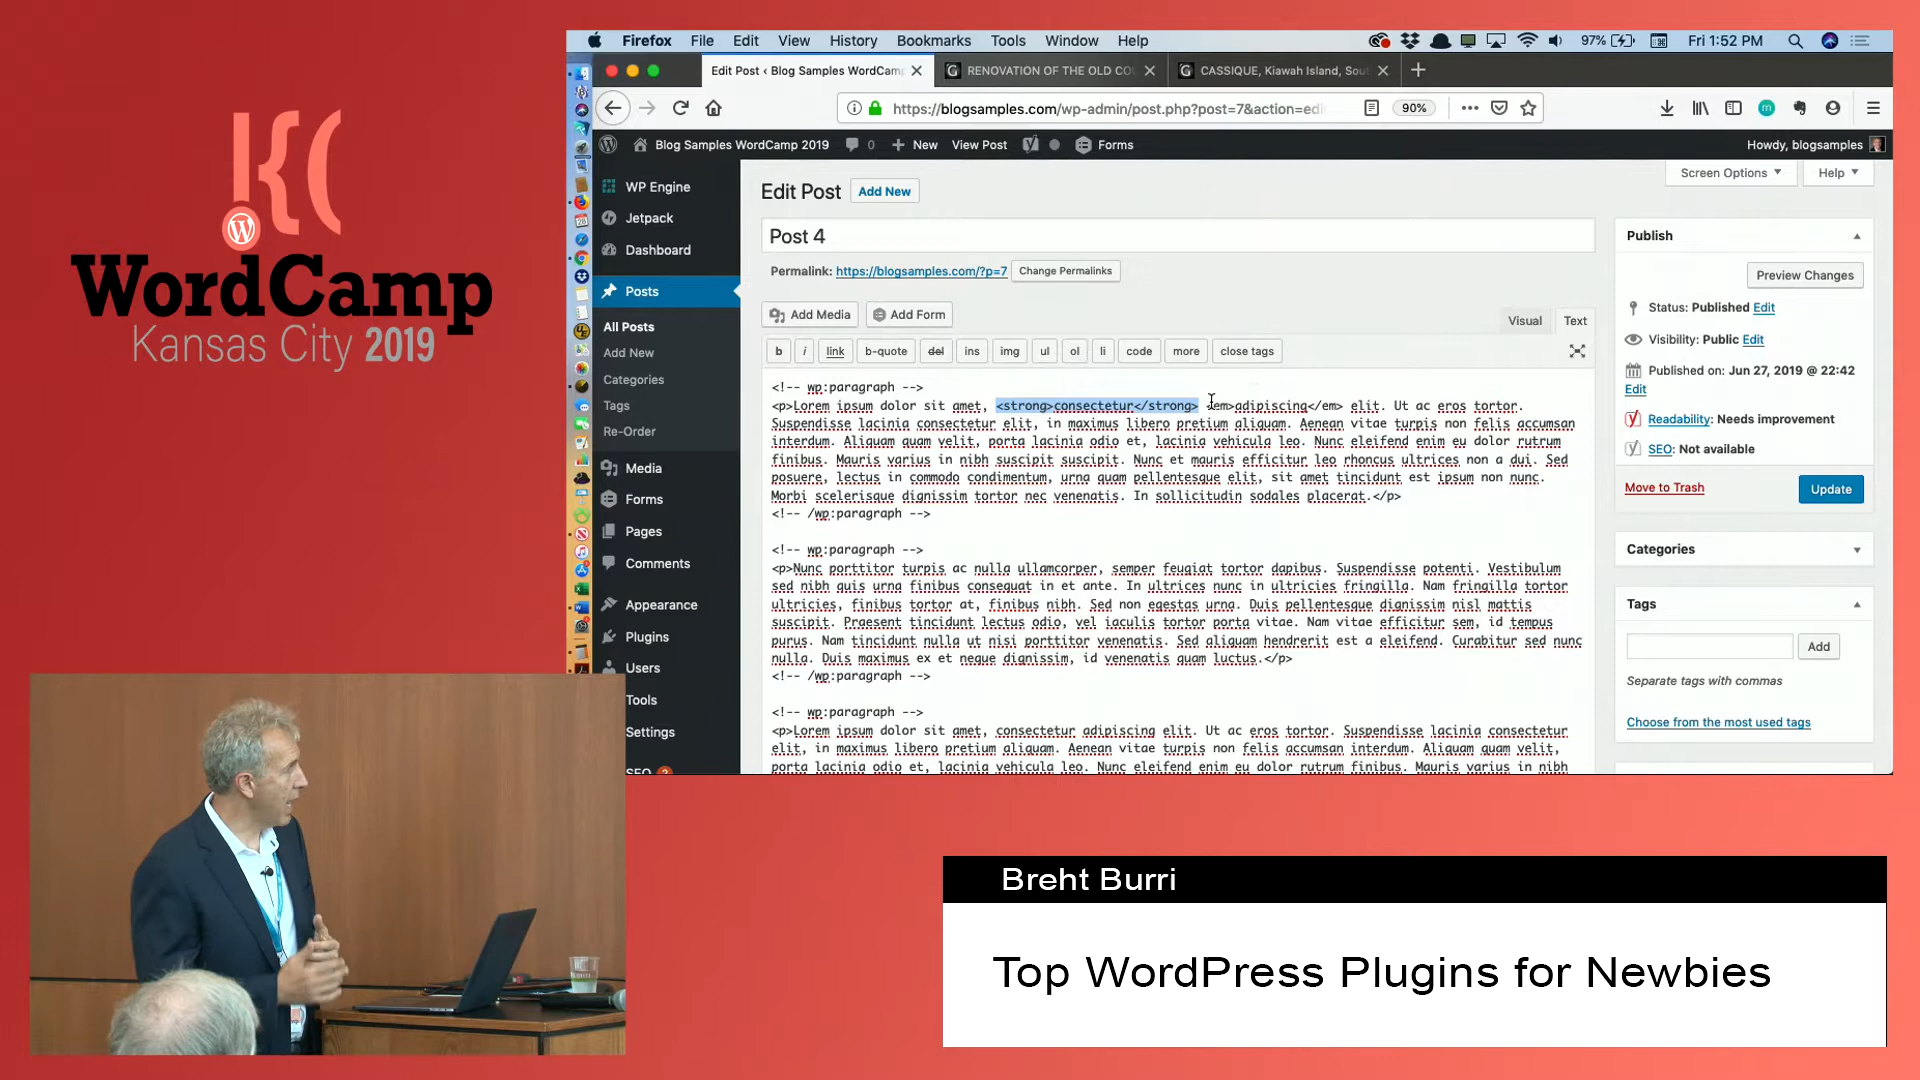 K(
W
WordCamp
Kansas City 2019
Firefox File Edit View History Bookmarks Tools Window Help
97% Fri 1:52 PM
Edit Post ‹ Blog Samples WordCamp
RENOVATION OF THE OLD CO
CASSIQUE, Kiawah Island, Sou
https://blogsamples.com/wp-admin/post.php?post=7&action=edi
90%
Blog Samples WordCamp 2019 0 New View Post Forms
Howdy, blogsamples
WP Engine
Jetpack
Dashboard
Posts
All Posts
Add New
Categories
Tags
Re-Order
Media
Forms
Pages
Comments
Appearance
Plugins
Users
Tools
Settings
SEO
Edit Post Add New
Screen Options Help
Post 4
Permalink: https://blogsamples.com/?p=7 Change Permalinks
Add Media Add Form
Visual Text
b i link b-quote del ins img ul ol li code more close tags
<!-- wp:paragraph -->
<p>Lorem ipsum dolor sit amet, <strong>consectetur</strong> <em>adipiscing</em> elit. Ut ac eros tortor.
Suspendisse lacinia consectetur elit, in maximus libero pretium aliquam. Aenean vitae turpis non felis accumsan
interdum. Aliquam quam velit, porta lacinia odio et, lacinia vehicula leo. Nunc eleifend enim eu dolor rutrum
finibus. Mauris varius in nibh suscipit suscipit. Nunc et mauris efficitur leo rhoncus ultrices non a dui. Sed
posuere, lectus in commodo condimentum, urna quam pellentesque elit, sit amet tincidunt est ipsum non nunc.
Morbi scelerisque dignissim tortor nec venenatis. In sollicitudin sodales placerat.</p>
<!-- /wp:paragraph -->
<!-- wp:paragraph -->
<p>Nunc porttitor turpis ac nulla ullamcorper, semper feugiat tortor dapibus. Suspendisse potenti. Vestibulum
sed nibh quis urna finibus consequat in et ante. In ultrices nunc in ultricies fringilla. Nam fringilla tortor
ultricies, finibus tortor at, finibus nibh. Sed non egestas urna. Duis pellentesque dignissim nisl mattis
suscipit. Praesent tincidunt lectus odio, vel iaculis tortor porta vitae. Nam vitae efficitur sem, id tempus
purus. Nam tincidunt nulla ut nisi porttitor venenatis. Sed aliquam hendrerit est a eleifend. Curabitur sed nunc
nulla. Duis maximus ex et neque dignissim, id venenatis quam luctus.</p>
<!-- /wp:paragraph -->
<!-- wp:paragraph -->
<p>Lorem ipsum dolor sit amet, consectetur adipiscing elit. Ut ac eros tortor. Suspendisse lacinia consectetur
elit, in maximus libero pretium aliquam. Aenean vitae turpis non felis accumsan interdum. Aliquam quam velit,
porta lacinia odio et, lacinia vehicula leo. Nunc eleifend enim eu dolor rutrum finibus. Mauris varius in nibh
Publish
Preview Changes
Status: Published Edit
Visibility: Public Edit
Published on: Jun 27, 2019 @ 22:42
Edit
Readability: Needs improvement
SEO: Not available
Move to Trash Update
Categories
Tags
Add
Separate tags with commas
Choose from the most used tags
Breht Burri
Top WordPress Plugins for Newbies